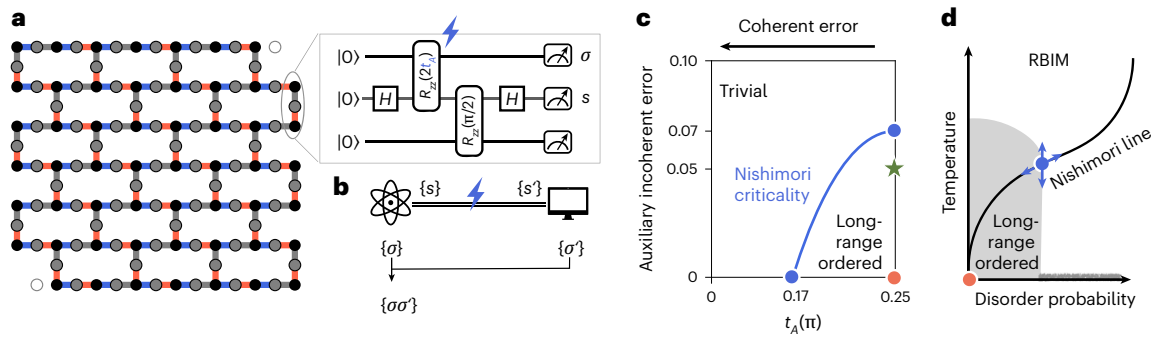 a
|0⟩
R_zz(2t_A)
σ
|0⟩
H
R_zz(π/2)
H
s
|0⟩
b
{s}
{s′}
{σ}
{σ′}
{σσ′}
c
Coherent error
Auxiliary incoherent error
0.10
0.07
0.05
0
Trivial
Nishimori
criticality
Long-
range
ordered
0
0.17
0.25
t_A(π)
d
RBIM
Temperature
Nishimori line
Long-
range
ordered
Disorder probability